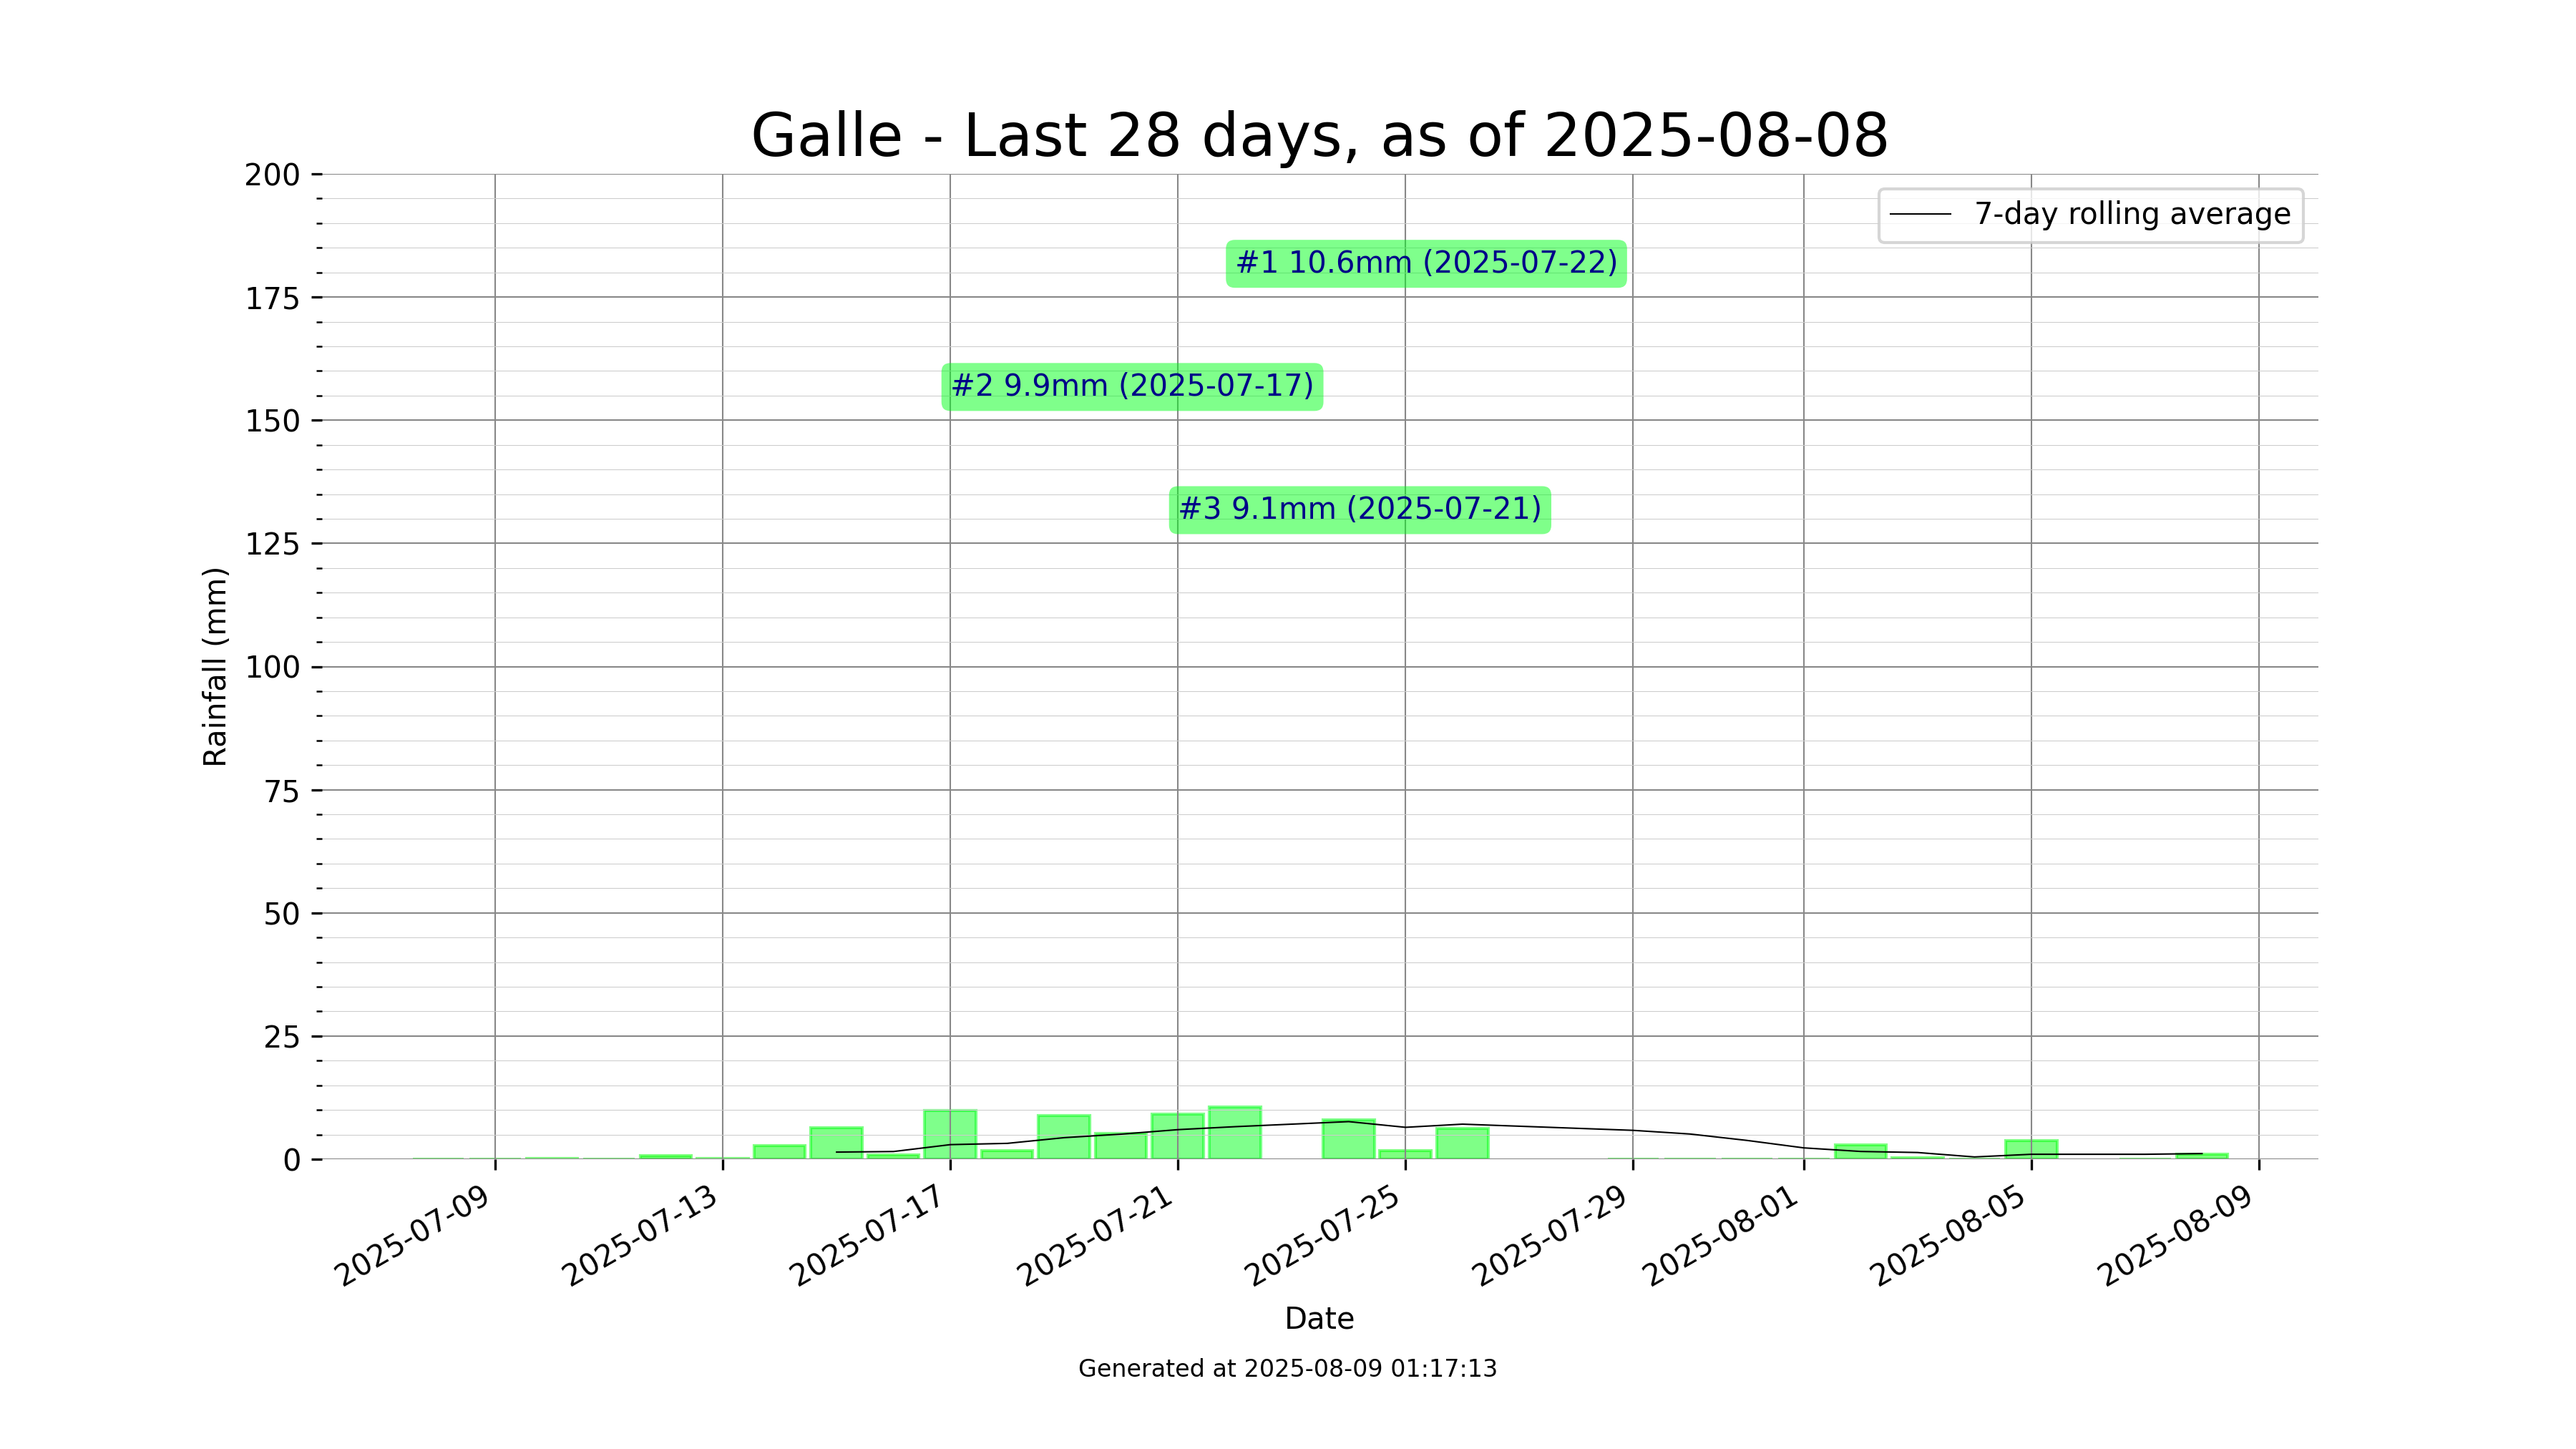 Galle - Last 28 days, as of 2025-08-08
7-day rolling average
#1 10.6mm (2025-07-22)
#2 9.9mm (2025-07-17)
#3 9.1mm (2025-07-21)
Rainfall (mm)
200
175
150
125
100
75
50
25
0
2025-07-09
2025-07-13
2025-07-17
2025-07-21
2025-07-25
2025-07-29
2025-08-01
2025-08-05
2025-08-09
Date
Generated at 2025-08-09 01:17:13